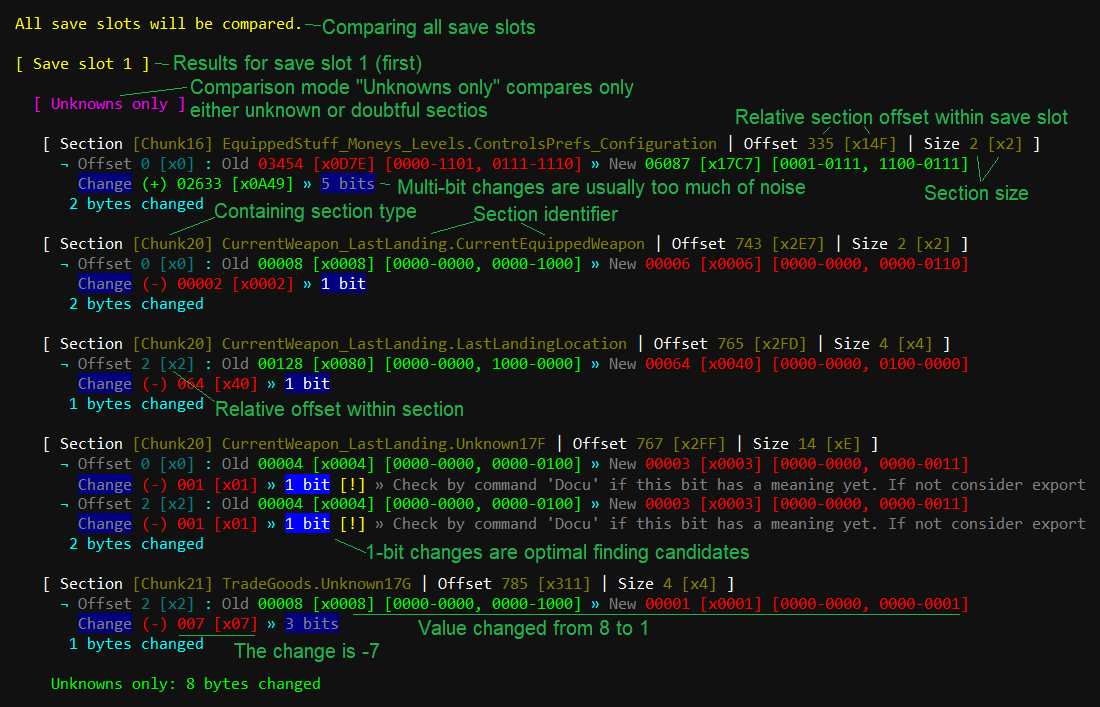 All save slots will be compared. Comparing all save slots
[ Save slot 1 ] Results for save slot 1 (first)
Comparison mode "Unknowns only" compares only
[ Unknowns only ] either unknown or doubtful sectios
Relative section offset within save slot
[ Section [Chunk16] EquippedStuff_Moneys_Levels.ControlsPrefs_Configuration | Offset 335 [x14F] | Size 2 [x2] ]
¬ Offset 0 [x0] : Old 03454 [x0D7E] [0000-1101, 0111-1110] » New 06087 [x17C7] [0001-0111, 1100-0111]
Change (+) 02633 [x0A49] » 5 bits Multi-bit changes are usually too much of noise
Section size
2 bytes changed
Containing section type
Section identifier
[ Section [Chunk20] CurrentWeapon_LastLanding.CurrentEquippedWeapon | Offset 743 [x2E7] | Size 2 [x2] ]
¬ Offset 0 [x0] : Old 00008 [x0008] [0000-0000, 0000-1000] » New 00006 [x0006] [0000-0000, 0000-0110]
Change (-) 00002 [x0002] » 1 bit
2 bytes changed
[ Section [Chunk20] CurrentWeapon_LastLanding.LastLandingLocation | Offset 765 [x2FD] | Size 4 [x4] ]
¬ Offset 2 [x2] : Old 00128 [x0080] [0000-0000, 1000-0000] » New 00064 [x0040] [0000-0000, 0100-0000]
Change (-) 064 [x40] » 1 bit
1 bytes changed Relative offset within section
[ Section [Chunk20] CurrentWeapon_LastLanding.Unknown17F | Offset 767 [x2FF] | Size 14 [xE] ]
¬ Offset 0 [x0] : Old 00004 [x0004] [0000-0000, 0000-0100] » New 00003 [x0003] [0000-0000, 0000-0011]
Change (-) 001 [x01] » 1 bit [!] » Check by command 'Docu' if this bit has a meaning yet. If not consider export
¬ Offset 2 [x2] : Old 00004 [x0004] [0000-0000, 0000-0100] » New 00003 [x0003] [0000-0000, 0000-0011]
Change (-) 001 [x01] » 1 bit [!] » Check by command 'Docu' if this bit has a meaning yet. If not consider export
2 bytes changed
1-bit changes are optimal finding candidates
[ Section [Chunk21] TradeGoods.Unknown17G | Offset 785 [x311] | Size 4 [x4] ]
¬ Offset 2 [x2] : Old 00008 [x0008] [0000-0000, 0000-1000] » New 00001 [x0001] [0000-0000, 0000-0001]
Change (-) 007 [x07] » 3 bits Value changed from 8 to 1
1 bytes changed The change is -7
Unknowns only: 8 bytes changed